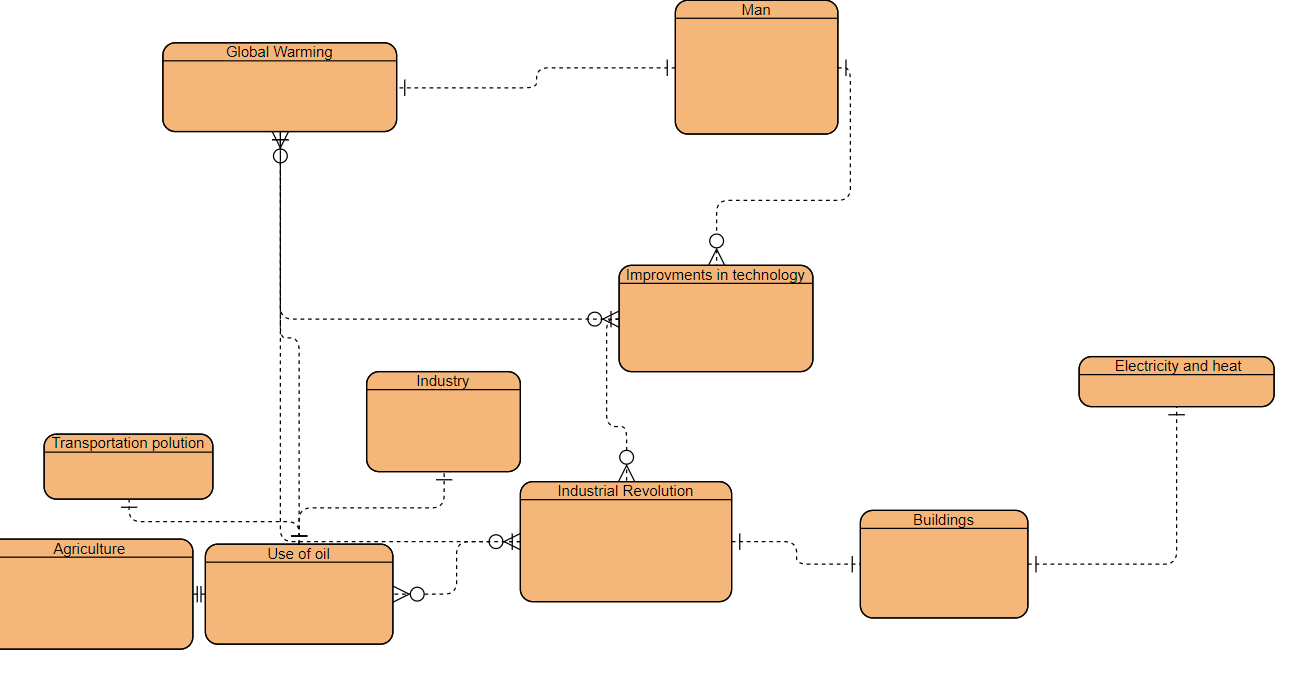 Man
Global Warming
Improvments in technology
Electricity and heat
Industry
Transportation polution
Industrial Revolution
Buildings
Agriculture
Use of oil